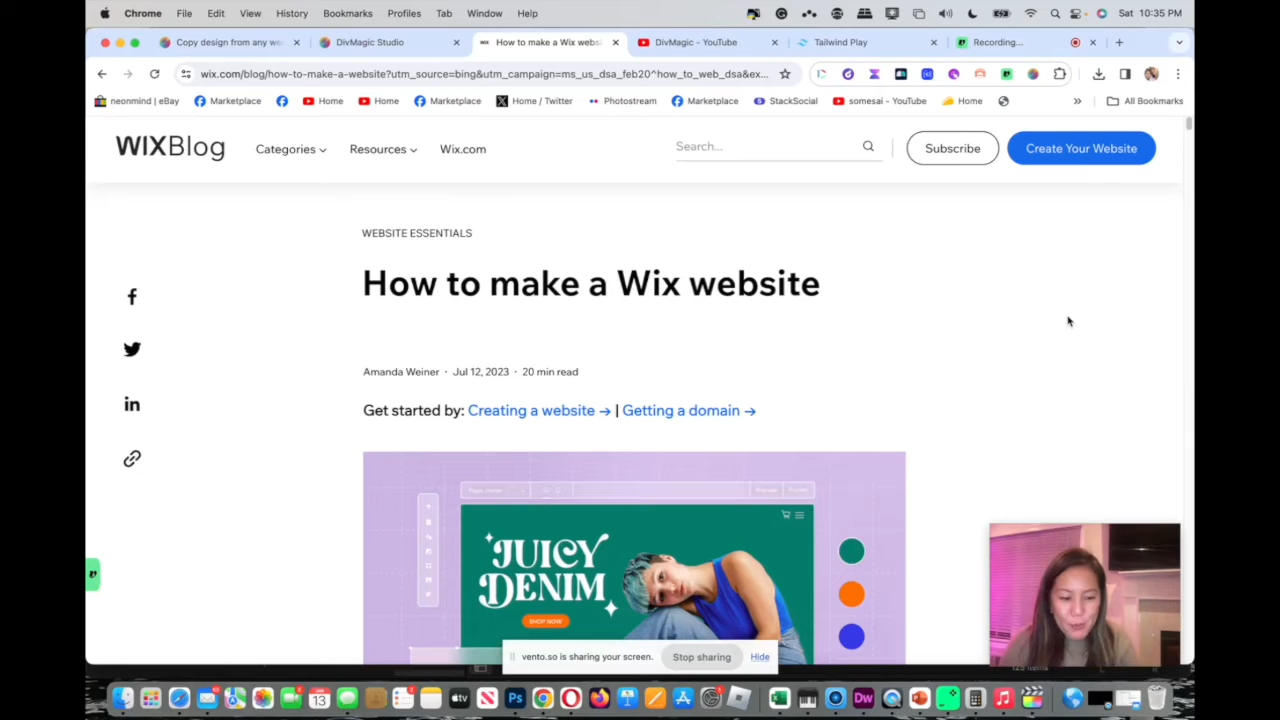 Chrome File Edit View History Bookmarks Profiles Tab Window Help Sat 10:35 PM
Copy design from any we DivMagic Studio How to make a Wix webs DivMagic - YouTube Tailwind Play Recording...
wix.com/blog/how-to-make-a-website?utm_source=bing&utm_campaign=ms_us_dsa_feb20^how_to_web_dsa&ex...
neonmind | eBay Marketplace Home Home Marketplace Home / Twitter Photostream Marketplace StackSocial somesai - YouTube Home » All Bookmarks
WIXBlog Categories Resources Wix.com Search... Subscribe Create Your Website
WEBSITE ESSENTIALS
How to make a Wix website
Amanda Weiner · Jul 12, 2023 · 20 min read
Get started by: Creating a website → | Getting a domain →
JUICY
DENIM
SHOP NOW
vento.so is sharing your screen. Stop sharing Hide